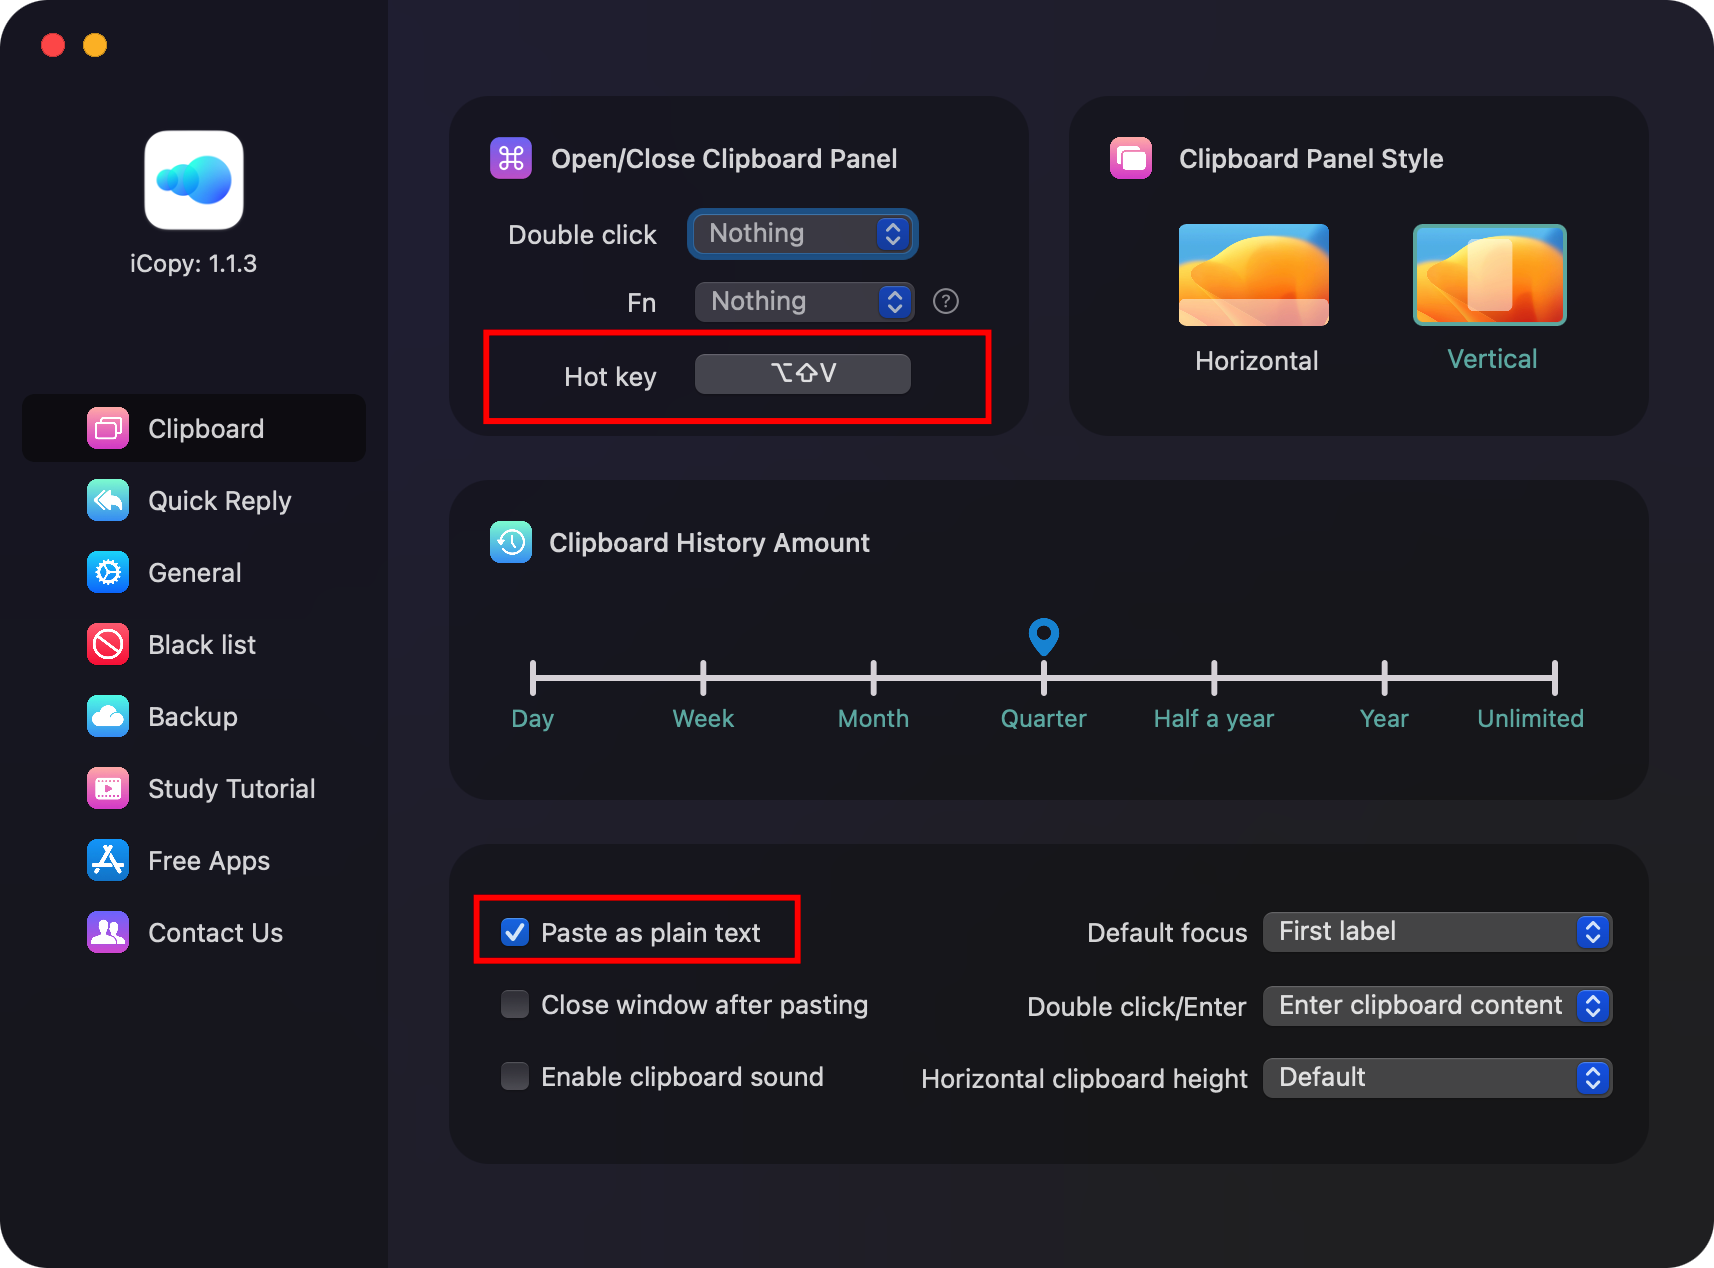 iCopy: 1.1.3
Clipboard
Quick Reply
General
Black list
Backup
Study Tutorial
Free Apps
Contact Us
Open/Close Clipboard Panel
Double click Nothing
Fn Nothing ?
Hot key ⌥⇧V
Clipboard Panel Style
Horizontal
Vertical
Clipboard History Amount
Day Week Month Quarter Half a year Year Unlimited
Paste as plain text
Close window after pasting
Enable clipboard sound
Default focus First label
Double click/Enter Enter clipboard content
Horizontal clipboard height Default